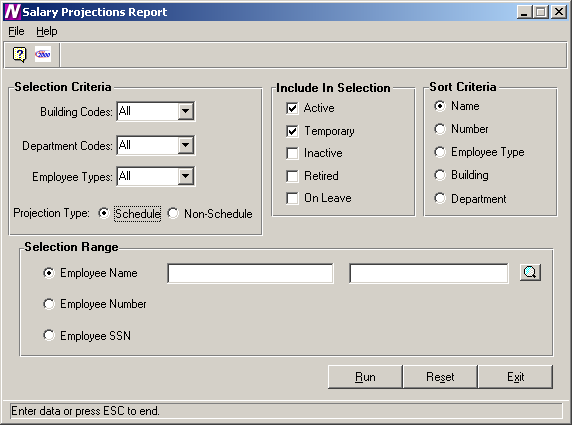 N Salary Projections Report
File Help
? 2000
Selection Criteria
Building Codes: All
Department Codes: All
Employee Types: All
Projection Type: Schedule Non-Schedule
Include In Selection
Active
Temporary
Inactive
Retired
On Leave
Sort Criteria
Name
Number
Employee Type
Building
Department
Selection Range
Employee Name
Employee Number
Employee SSN
Run Reset Exit
Enter data or press ESC to end.